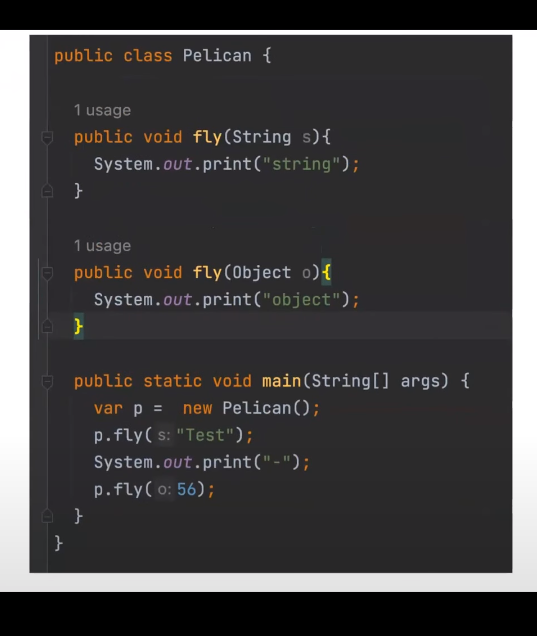 public class Pelican {
1 usage
public void fly(String s){
System.out.print("string");
}
1 usage
public void fly(Object o){
System.out.print("object");
}
public static void main(String[] args) {
var p =  new Pelican();
p.fly( s: "Test");
System.out.print("-");
p.fly( o: 56);
}
}